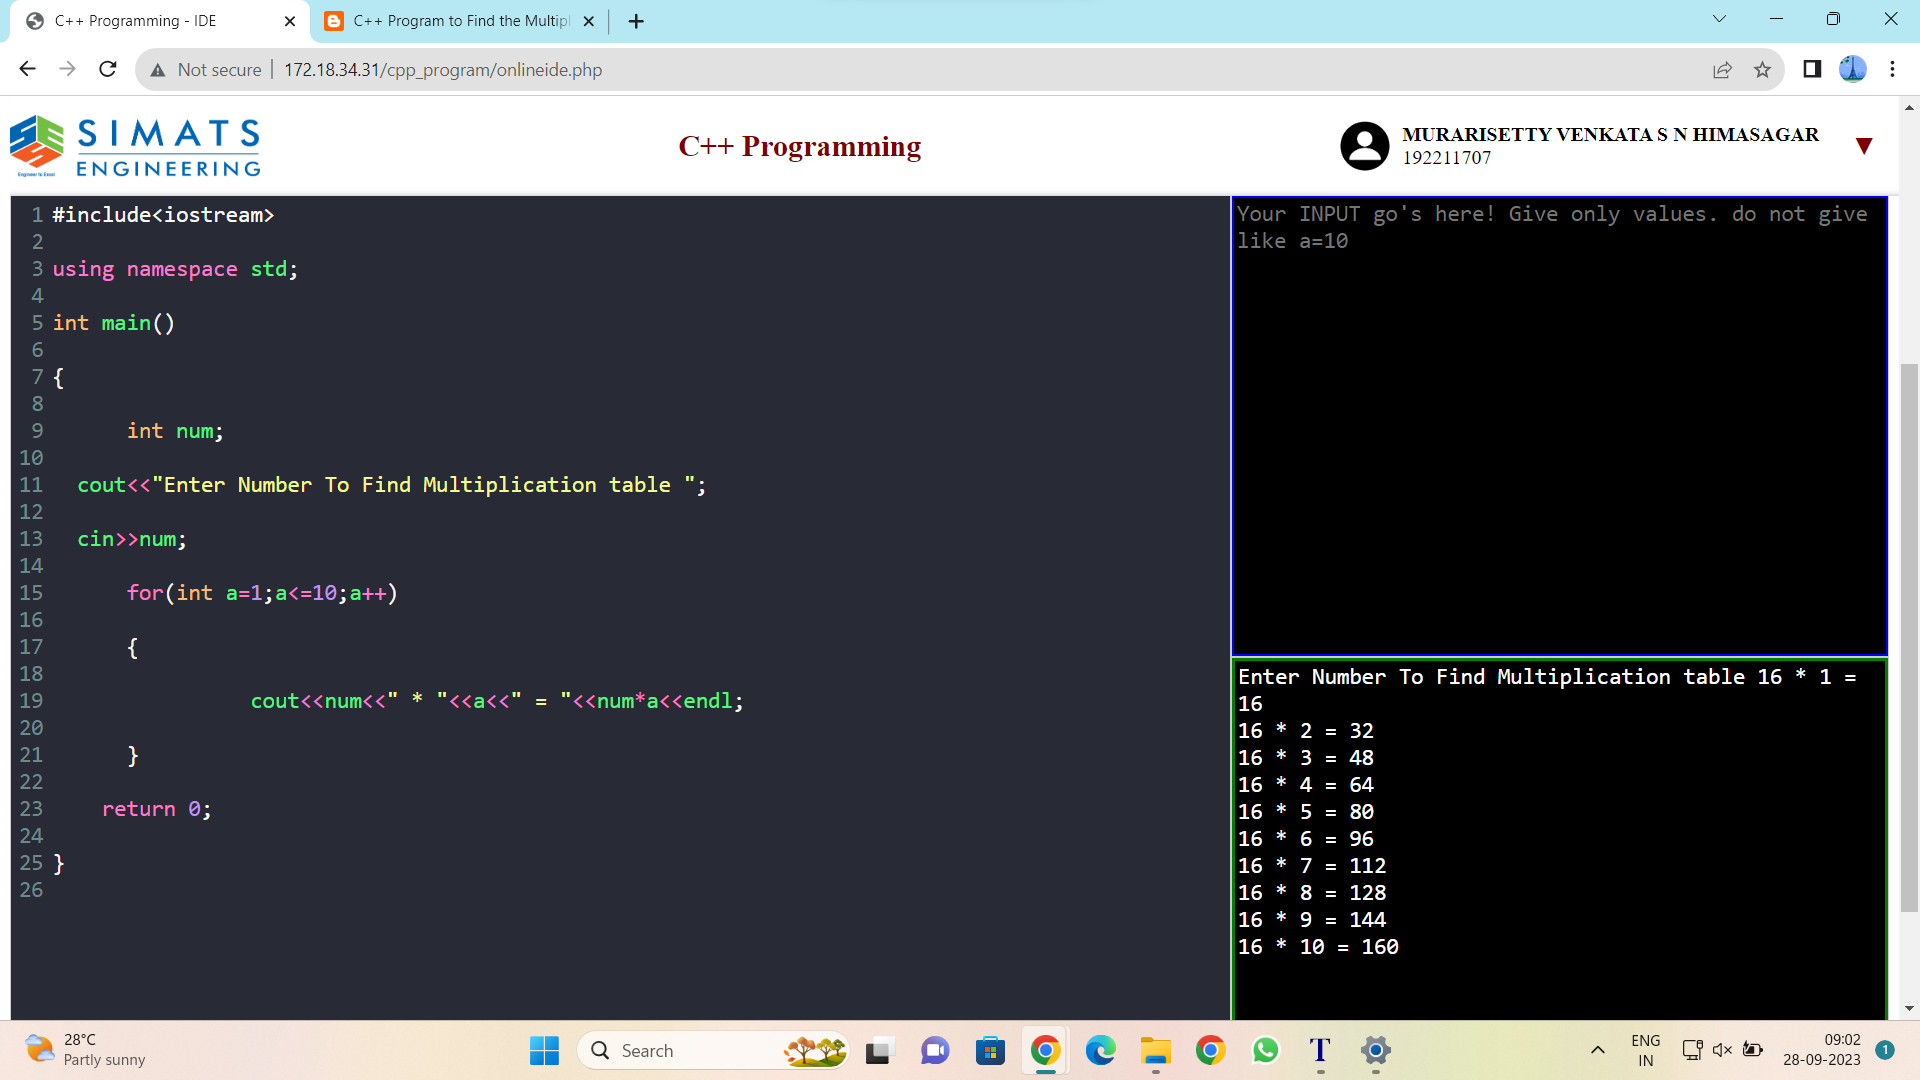 C++ Programming - IDE
C++ Program to Find the Multipl
Not secure
172.18.34.31/cpp_program/onlineide.php
SIMATS
ENGINEERING
Engineer to Excel
C++ Programming
MURARISETTY VENKATA S N HIMASAGAR
192211707
1 #include<iostream>
2
3 using namespace std;
4
5 int main()
6
7 {
8
9 int num;
10
11 cout<<"Enter Number To Find Multiplication table ";
12
13 cin>>num;
14
15 for(int a=1;a<=10;a++)
16
17 {
18
19 cout<<num<<" * "<<a<<" = "<<num*a<<endl;
20
21 }
22
23 return 0;
24
25 }
26
Your INPUT go's here! Give only values. do not give
like a=10
Enter Number To Find Multiplication table 16 * 1 =
16
16 * 2 = 32
16 * 3 = 48
16 * 4 = 64
16 * 5 = 80
16 * 6 = 96
16 * 7 = 112
16 * 8 = 128
16 * 9 = 144
16 * 10 = 160
28°C
Partly sunny
Search
T
ENG
IN
09:02
28-09-2023
1